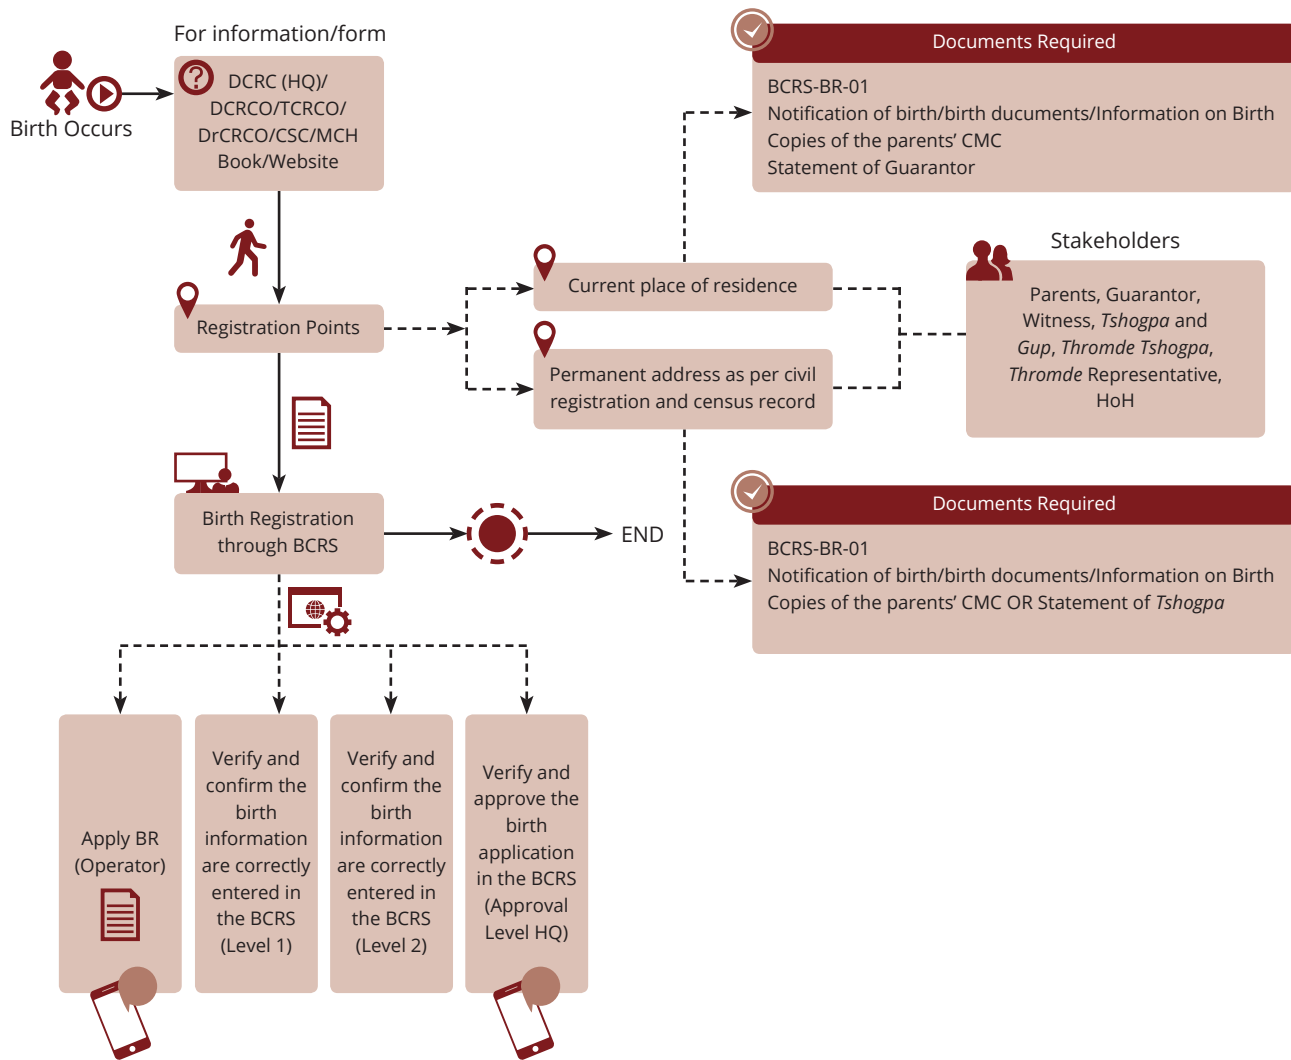 For information/form
Birth Occurs
DCRC (HQ)/
DCRCO/TCRCO/
DrCRCO/CSC/MCH
Book/Website
Registration Points
Current place of residence
Permanent address as per civil
registration and census record
Documents Required
BCRS-BR-01
Notification of birth/birth ducuments/Information on Birth
Copies of the parents’ CMC
Statement of Guarantor
Stakeholders
Parents, Guarantor,
Witness, Tshogpa and
Gup, Thromde Tshogpa,
Thromde Representative,
HoH
Documents Required
BCRS-BR-01
Notification of birth/birth documents/Information on Birth
Copies of the parents’ CMC OR Statement of Tshogpa
Birth Registration
through BCRS
END
Apply BR
(Operator)
Verify and
confirm the
birth
information
are correctly
entered in
the BCRS
(Level 1)
Verify and
confirm the
birth
information
are correctly
entered in
the BCRS
(Level 2)
Verify and
approve the
birth
application
in the BCRS
(Approval
Level HQ)